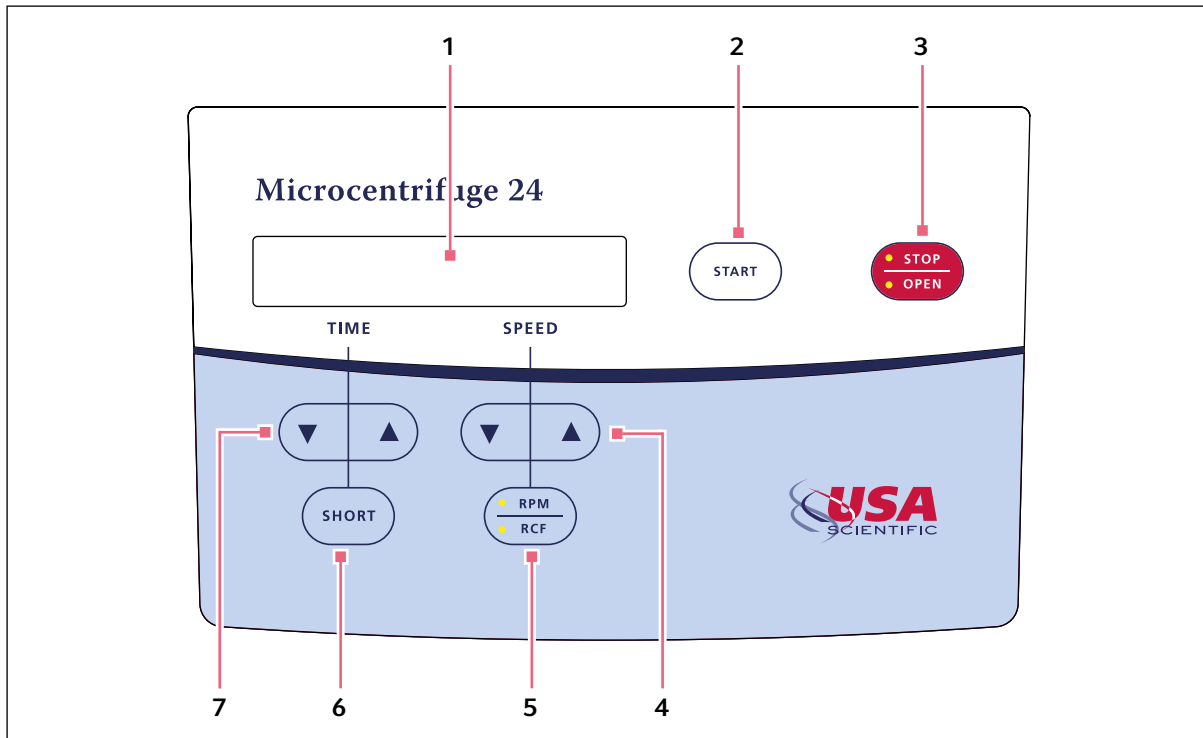 1 2 3
Microcentrifuge 24
START
STOP
OPEN
TIME SPEED
▼ ▲ ▼ ▲
SHORT
RPM
RCF
USA
SCIENTIFIC
7 6 5 4